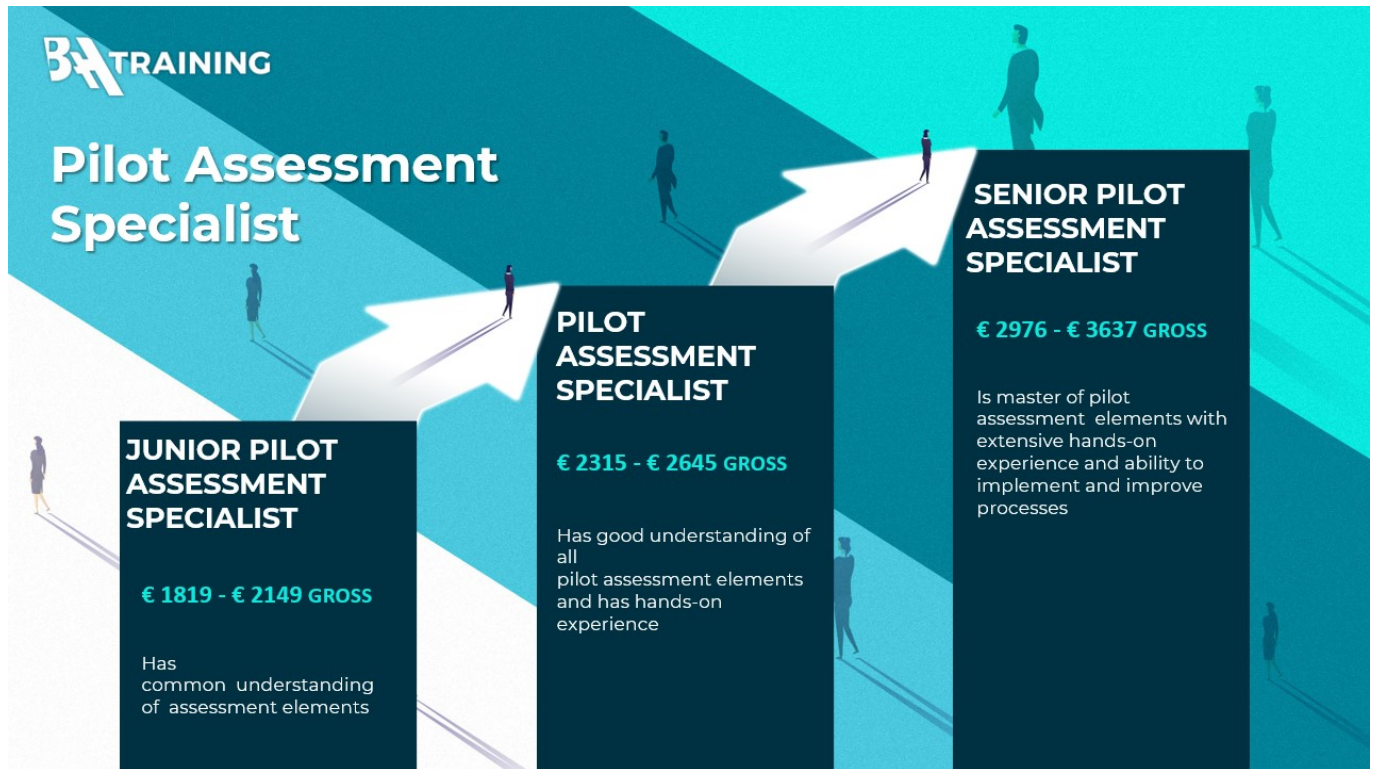 BAA TRAINING
Pilot Assessment
Specialist
JUNIOR PILOT
ASSESSMENT
SPECIALIST
€ 1819 - € 2149 GROSS
Has
common understanding
of assessment elements
PILOT
ASSESSMENT
SPECIALIST
€ 2315 - € 2645 GROSS
Has good understanding of
all
pilot assessment elements
and has hands-on
experience
SENIOR PILOT
ASSESSMENT
SPECIALIST
€ 2976 - € 3637 GROSS
Is master of pilot
assessment elements with
extensive hands-on
experience and ability to
implement and improve
processes